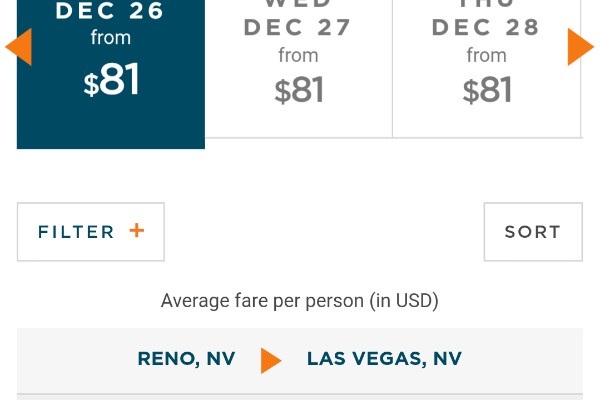 DEC 26
from
$81
WED
DEC 27
from
$81
THU
DEC 28
from
$81
FILTER +
SORT
Average fare per person (in USD)
RENO, NV
LAS VEGAS, NV